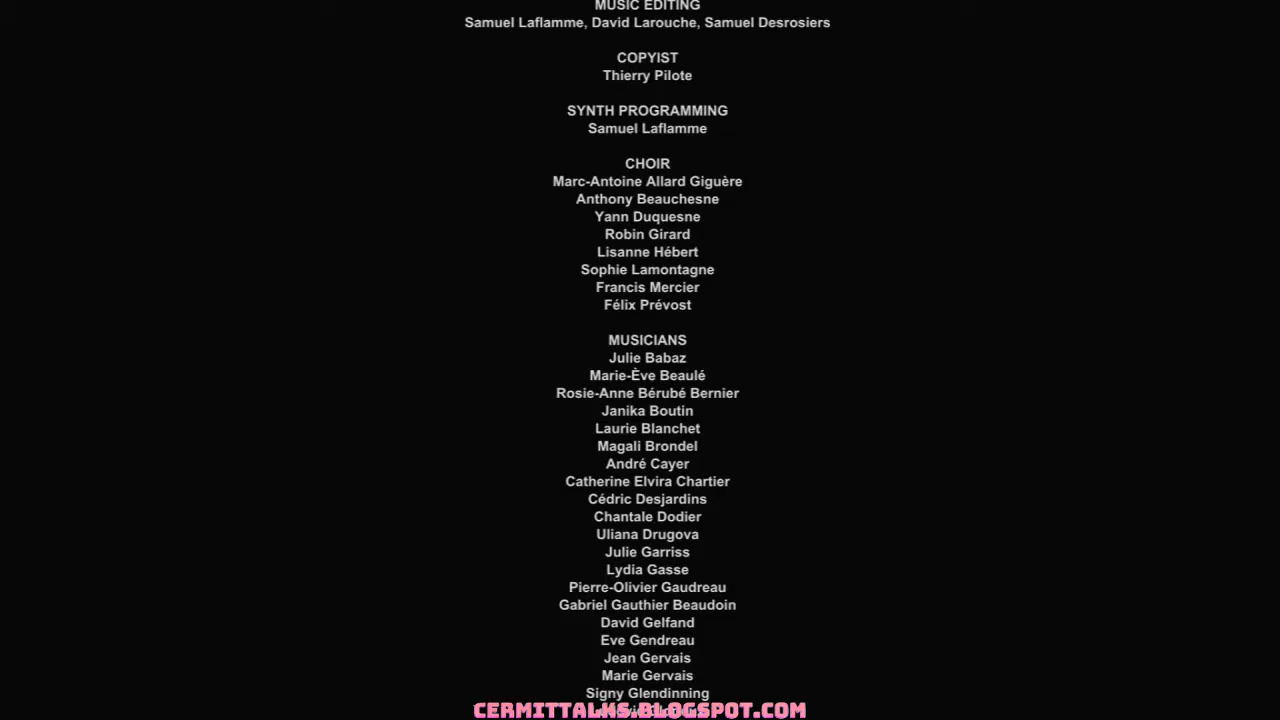 MUSIC EDITING
Samuel Laflamme, David Larouche, Samuel Desrosiers
COPYIST
Thierry Pilote
SYNTH PROGRAMMING
Samuel Laflamme
CHOIR
Marc-Antoine Allard Giguère
Anthony Beauchesne
Yann Duquesne
Robin Girard
Lisanne Hébert
Sophie Lamontagne
Francis Mercier
Félix Prévost
MUSICIANS
Julie Babaz
Marie-Ève Beaulé
Rosie-Anne Bérubé Bernier
Janika Boutin
Laurie Blanchet
Magali Brondel
André Cayer
Catherine Elvira Chartier
Cédric Desjardins
Chantale Dodier
Uliana Drugova
Julie Garriss
Lydia Gasse
Pierre-Olivier Gaudreau
Gabriel Gauthier Beaudoin
David Gelfand
Eve Gendreau
Jean Gervais
Marie Gervais
Signy Glendinning
CERMITTALKS.BLOGSPOT.COM